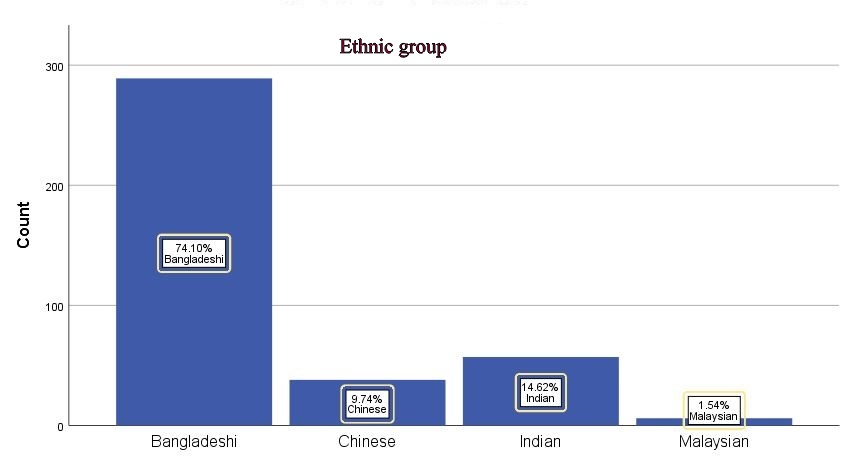 Ethnic group
Count
300
200
100
0
74.10%
Bangladeshi
9.74%
Chinese
14.62%
Indian
1.54%
Malaysian
Bangladeshi
Chinese
Indian
Malaysian